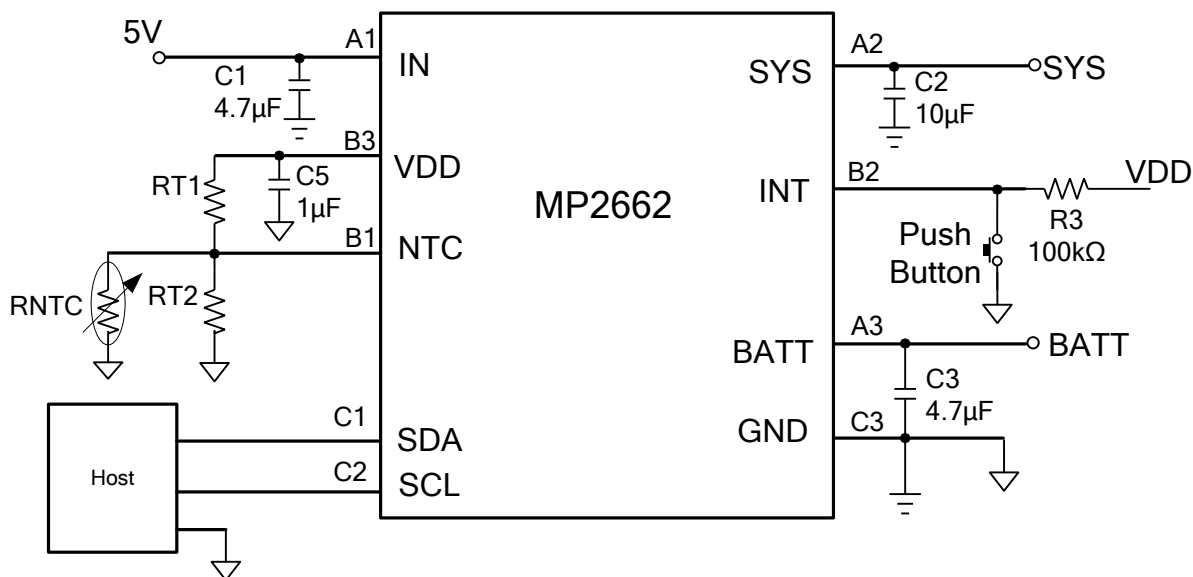 5V
A1
IN
C1
4.7µF
B3
VDD
RT1
C5
1µF
B1
NTC
RNTC
RT2
Host
C1
SDA
C2
SCL
MP2662
A2
SYS
SYS
C2
10µF
B2
INT
VDD
R3
100kΩ
Push
Button
A3
BATT
BATT
C3
4.7µF
C3
GND